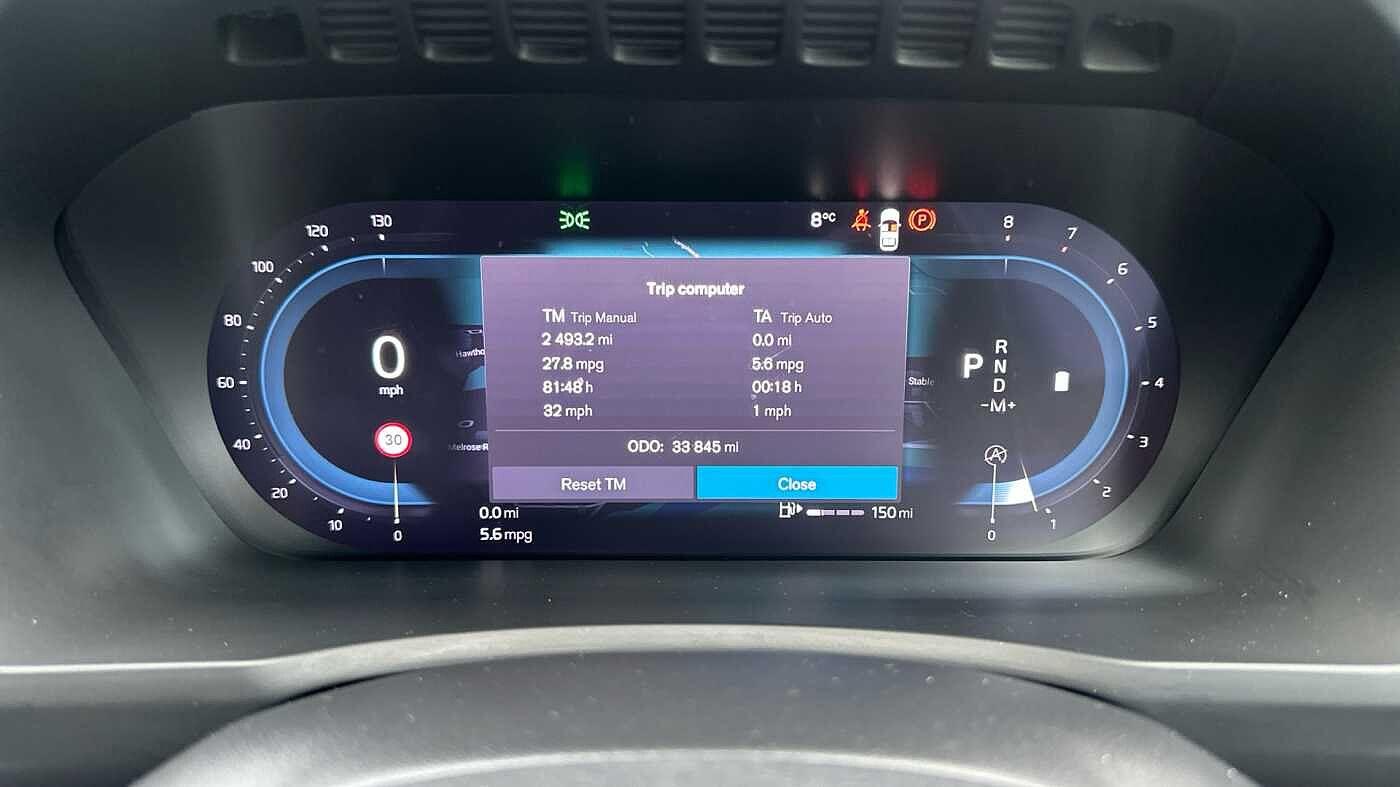 130
120
100
80
60
40
20
10
0
8°C
P
8
7
6
5
4
3
2
1
0
0
mph
30
Trip computer
TM Trip Manual
TA Trip Auto
2 493.2 mi
0.0 mi
27.8 mpg
5.6 mpg
81:48 h
00:18 h
32 mph
1 mph
ODO: 33 845 mi
Reset TM
Close
Hawtho
Melrose R
Stable
P
R
N
D
-M+
A
0.0 mi
5.6 mpg
150 mi